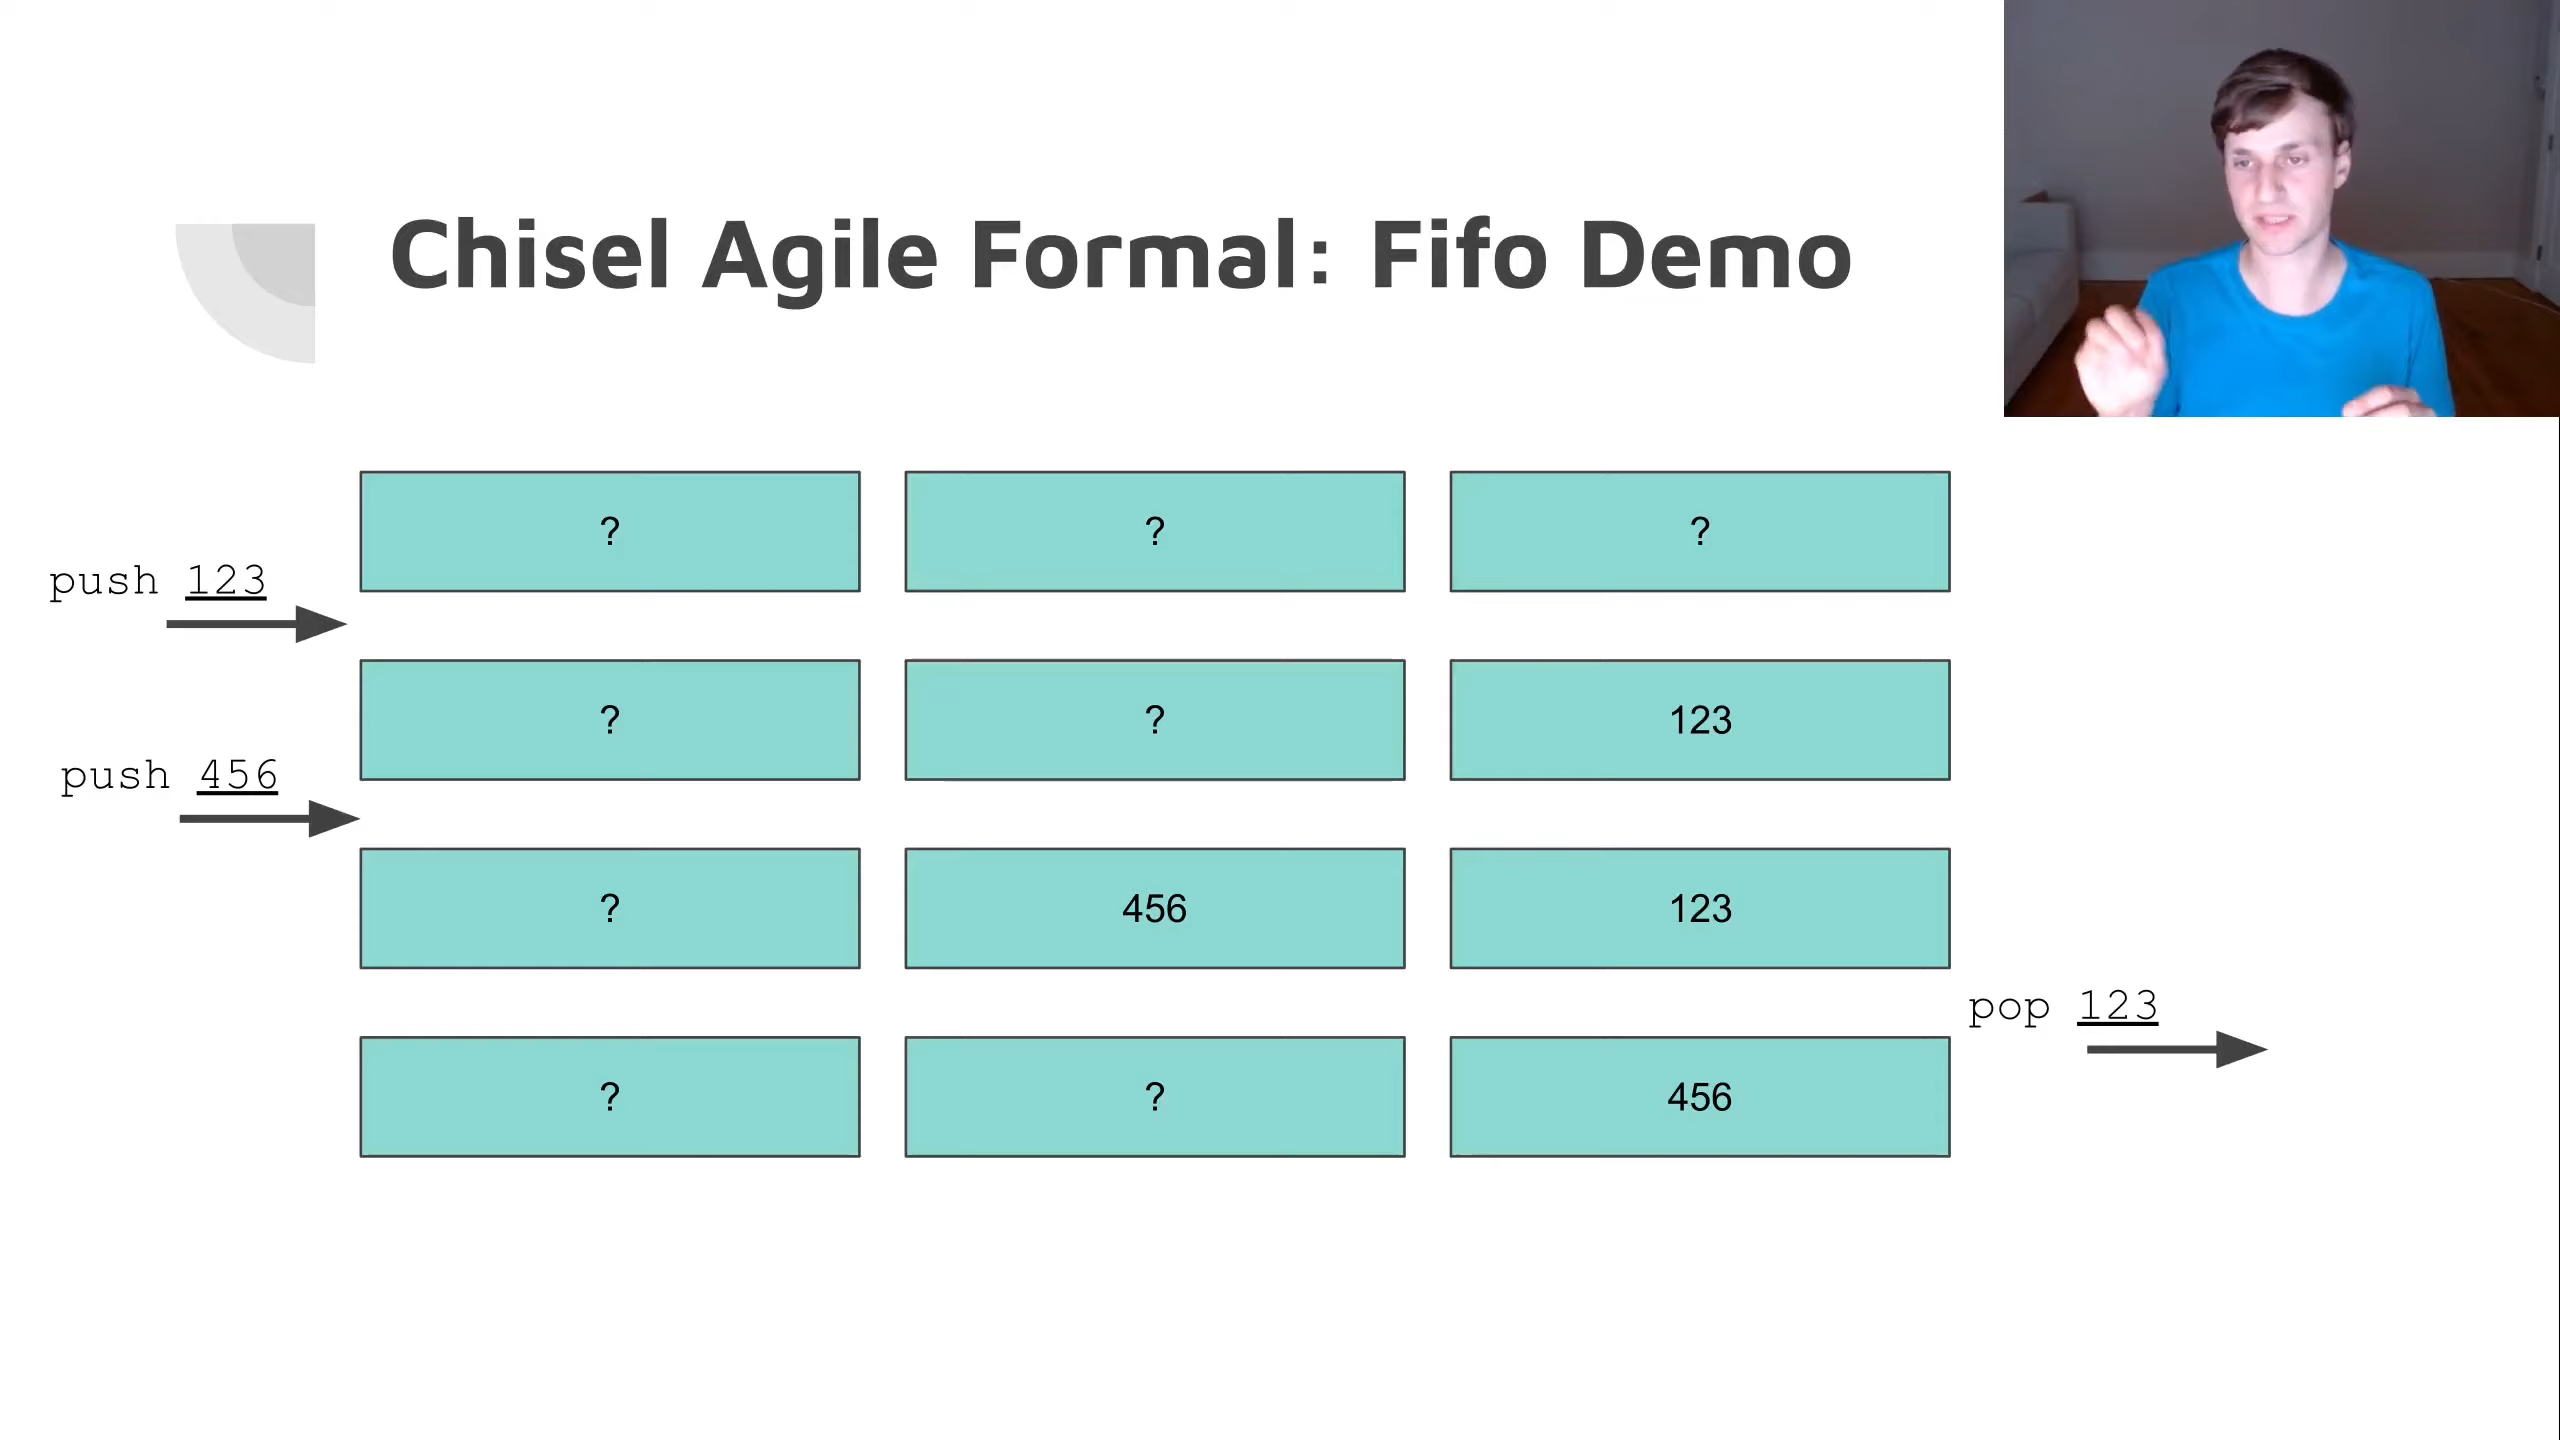 Chisel Agile Formal: Fifo Demo
? ? ?
push 123
? ? 123
push 456
? 456 123
pop 123
? ? 456